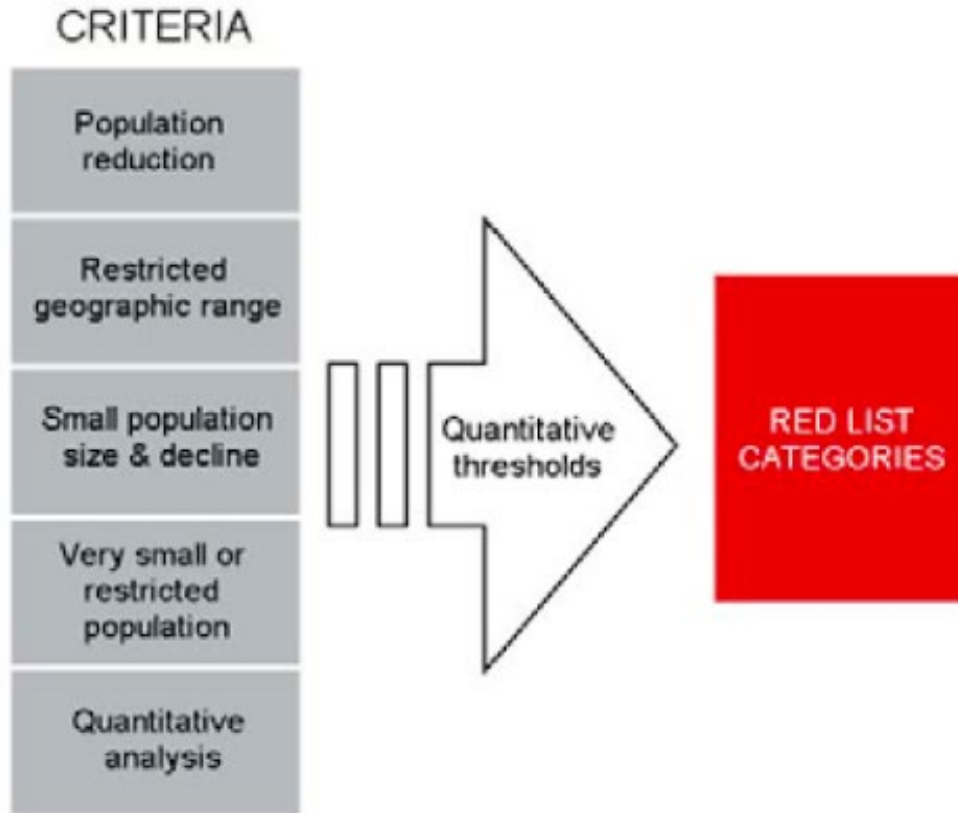 CRITERIA
Population
reduction
Restricted
geographic range
Small population
size & decline
Very small or
restricted
population
Quantitative
analysis
Quantitative
thresholds
RED LIST
CATEGORIES